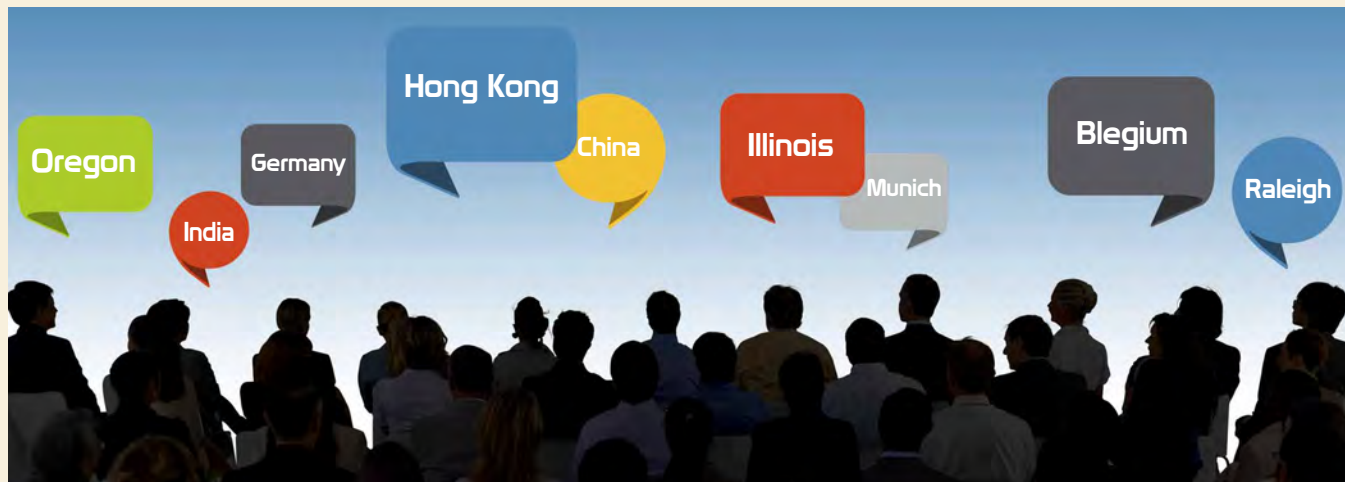 Oregon
India
Germany
Hong Kong
China
Illinois
Munich
Blegium
Raleigh